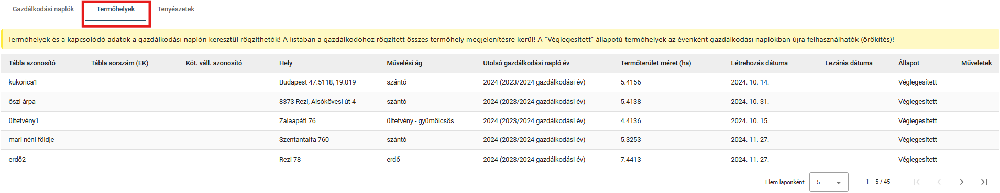 Gazdálkodási naplók Termőhelyek Tenyészetek
Termőhelyek és a kapcsolódó adatok a gazdálkodási naplón keresztül rögzíthetők! A listában a gazdálkodóhoz rögzített összes termőhely megjelenítésre kerül! A "Véglegesített" állapotú termőhelyek az évenként gazdálkodási naplókban újra felhasználhatók (örökítés)!
Tábla azonosító Tábla sorszám (EK) Köt. váll. azonosító Hely Művelési ág Utolsó gazdálkodási napló év Termőterület méret (ha) Létrehozás dátuma Lezárás dátuma Állapot Műveletek
kukorica1 Budapest 47.5118, 19.019 szántó 2024 (2023/2024 gazdálkodási év) 5.4156 2024. 10. 14. Véglegesített
őszi árpa 8373 Rezi, Alsókövesi út 4 szántó 2024 (2023/2024 gazdálkodási év) 5.4138 2024. 10. 31. Véglegesített
ültetvény1 Zalaapáti 76 ültetvény - gyümölcsös 2024 (2023/2024 gazdálkodási év) 4.4136 2024. 10. 15. Véglegesített
mari néni földje Szentantalfa 760 szántó 2024 (2023/2024 gazdálkodási év) 5.3253 2024. 11. 27. Véglegesített
erdő2 Rezi 78 erdő 2024 (2023/2024 gazdálkodási év) 7.4413 2024. 11. 27. Véglegesített
Elem laponként: 5 1 – 5 / 45